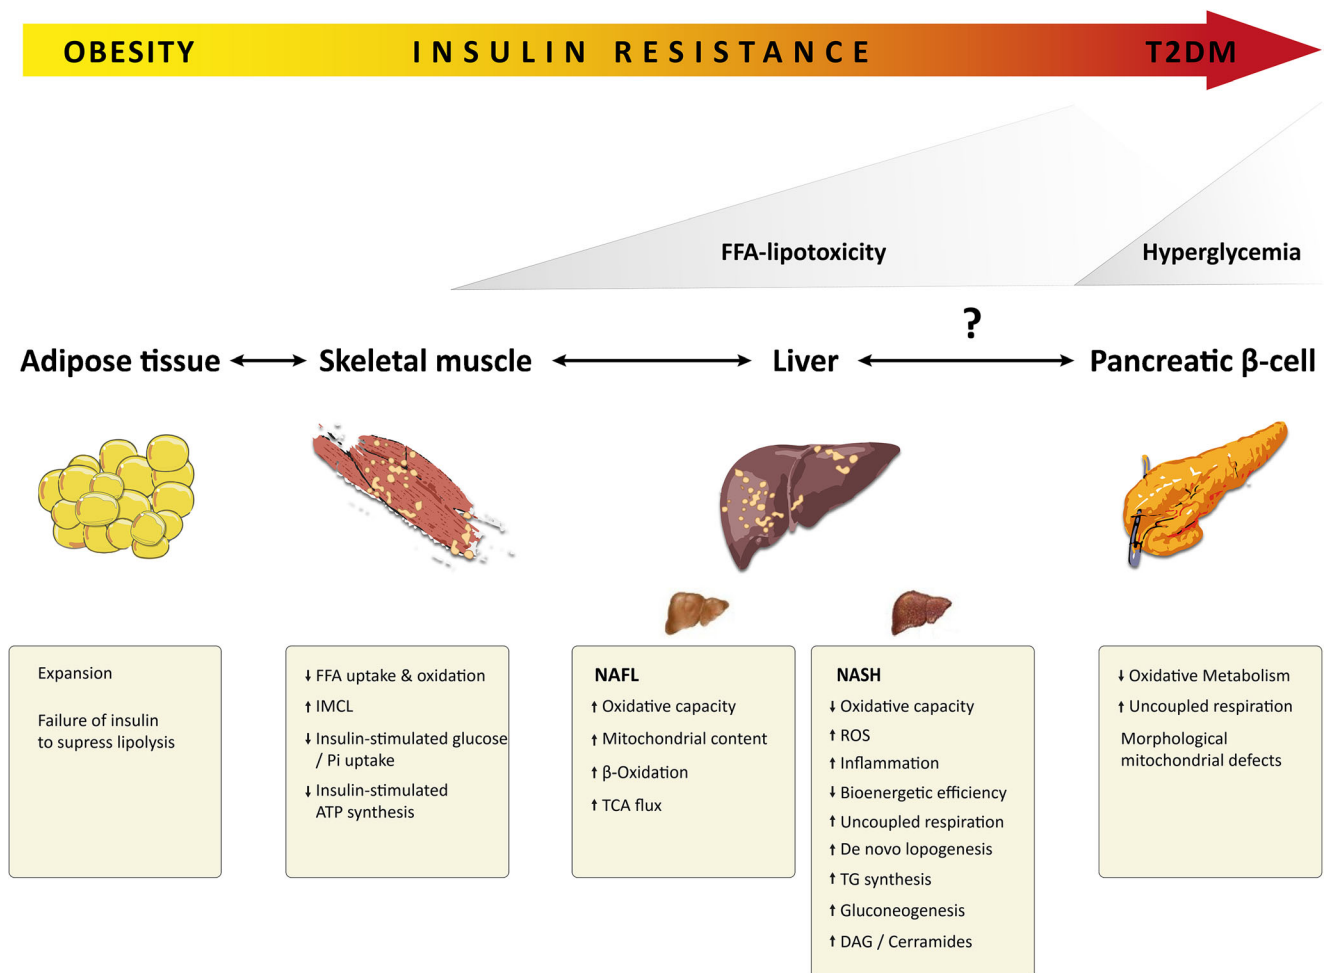 OBESITY INSULIN RESISTANCE T2DM
FFA-lipotoxicity
Hyperglycemia
?
Adipose tissue
Skeletal muscle
Liver
Pancreatic β-cell
Expansion
Failure of insulin
to supress lipolysis
↓ FFA uptake & oxidation
↑ IMCL
↓ Insulin-stimulated glucose
/ Pi uptake
↓ Insulin-stimulated
ATP synthesis
NAFL
↑ Oxidative capacity
↑ Mitochondrial content
↑ β-Oxidation
↑ TCA flux
NASH
↓ Oxidative capacity
↑ ROS
↑ Inflammation
↓ Bioenergetic efficiency
↑ Uncoupled respiration
↑ De novo lopogenesis
↑ TG synthesis
↑ Gluconeogenesis
↑ DAG / Cerramides
↓ Oxidative Metabolism
↑ Uncoupled respiration
Morphological
mitochondrial defects